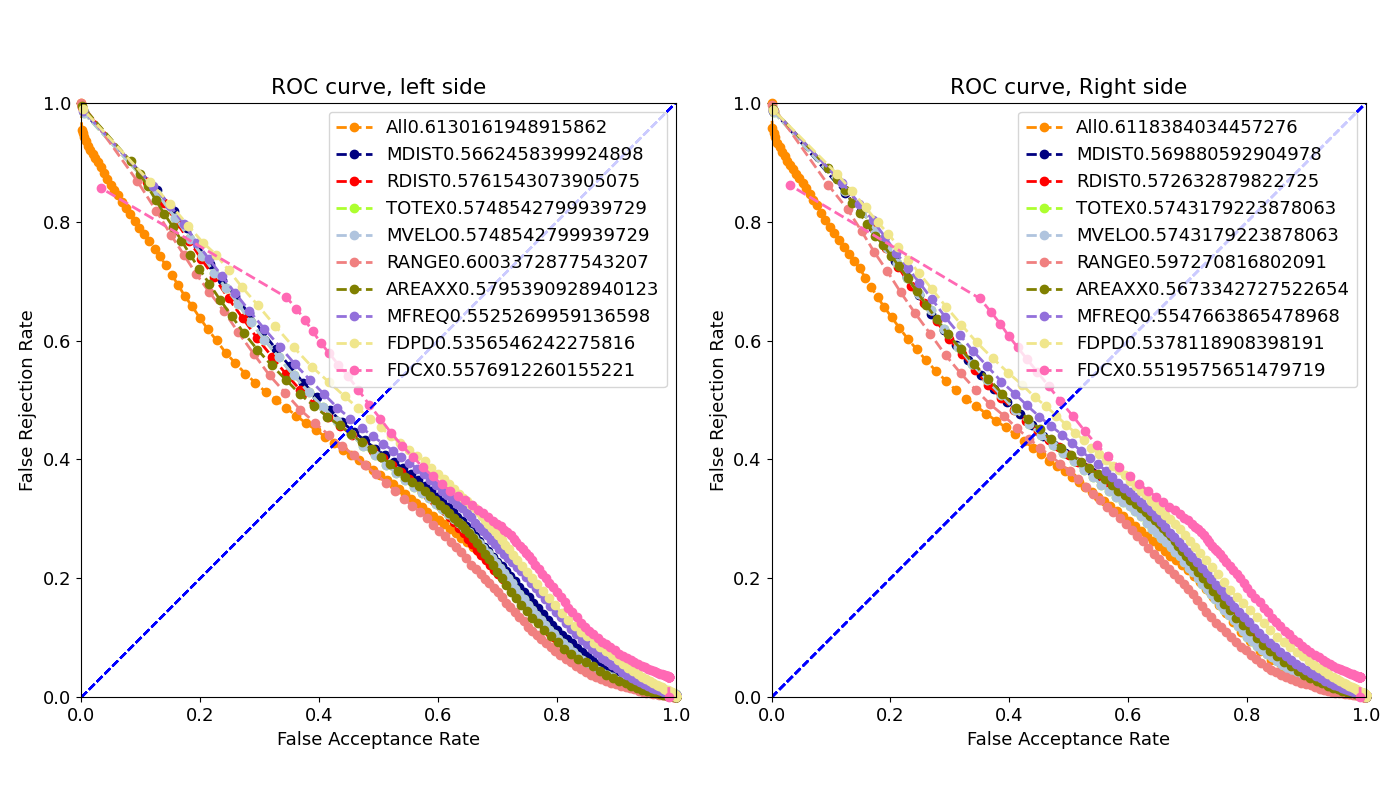 ROC curve, left side
1.0
0.8
0.6
0.4
0.2
0.0
False Rejection Rate
All0.6130161948915862
MDIST0.5662458399924898
RDIST0.5761543073905075
TOTEX0.5748542799939729
MVELO0.5748542799939729
RANGE0.6003372877543207
AREAXX0.5795390928940123
MFREQ0.5525269959136598
FDPD0.5356546242275816
FDCX0.5576912260155221
0.0 0.2 0.4 0.6 0.8 1.0
False Acceptance Rate
ROC curve, Right side
1.0
0.8
0.6
0.4
0.2
0.0
False Rejection Rate
All0.6118384034457276
MDIST0.569880592904978
RDIST0.572632879822725
TOTEX0.5743179223878063
MVELO0.5743179223878063
RANGE0.597270816802091
AREAXX0.5673342727522654
MFREQ0.5547663865478968
FDPD0.5378118908398191
FDCX0.5519575651479719
0.0 0.2 0.4 0.6 0.8 1.0
False Acceptance Rate